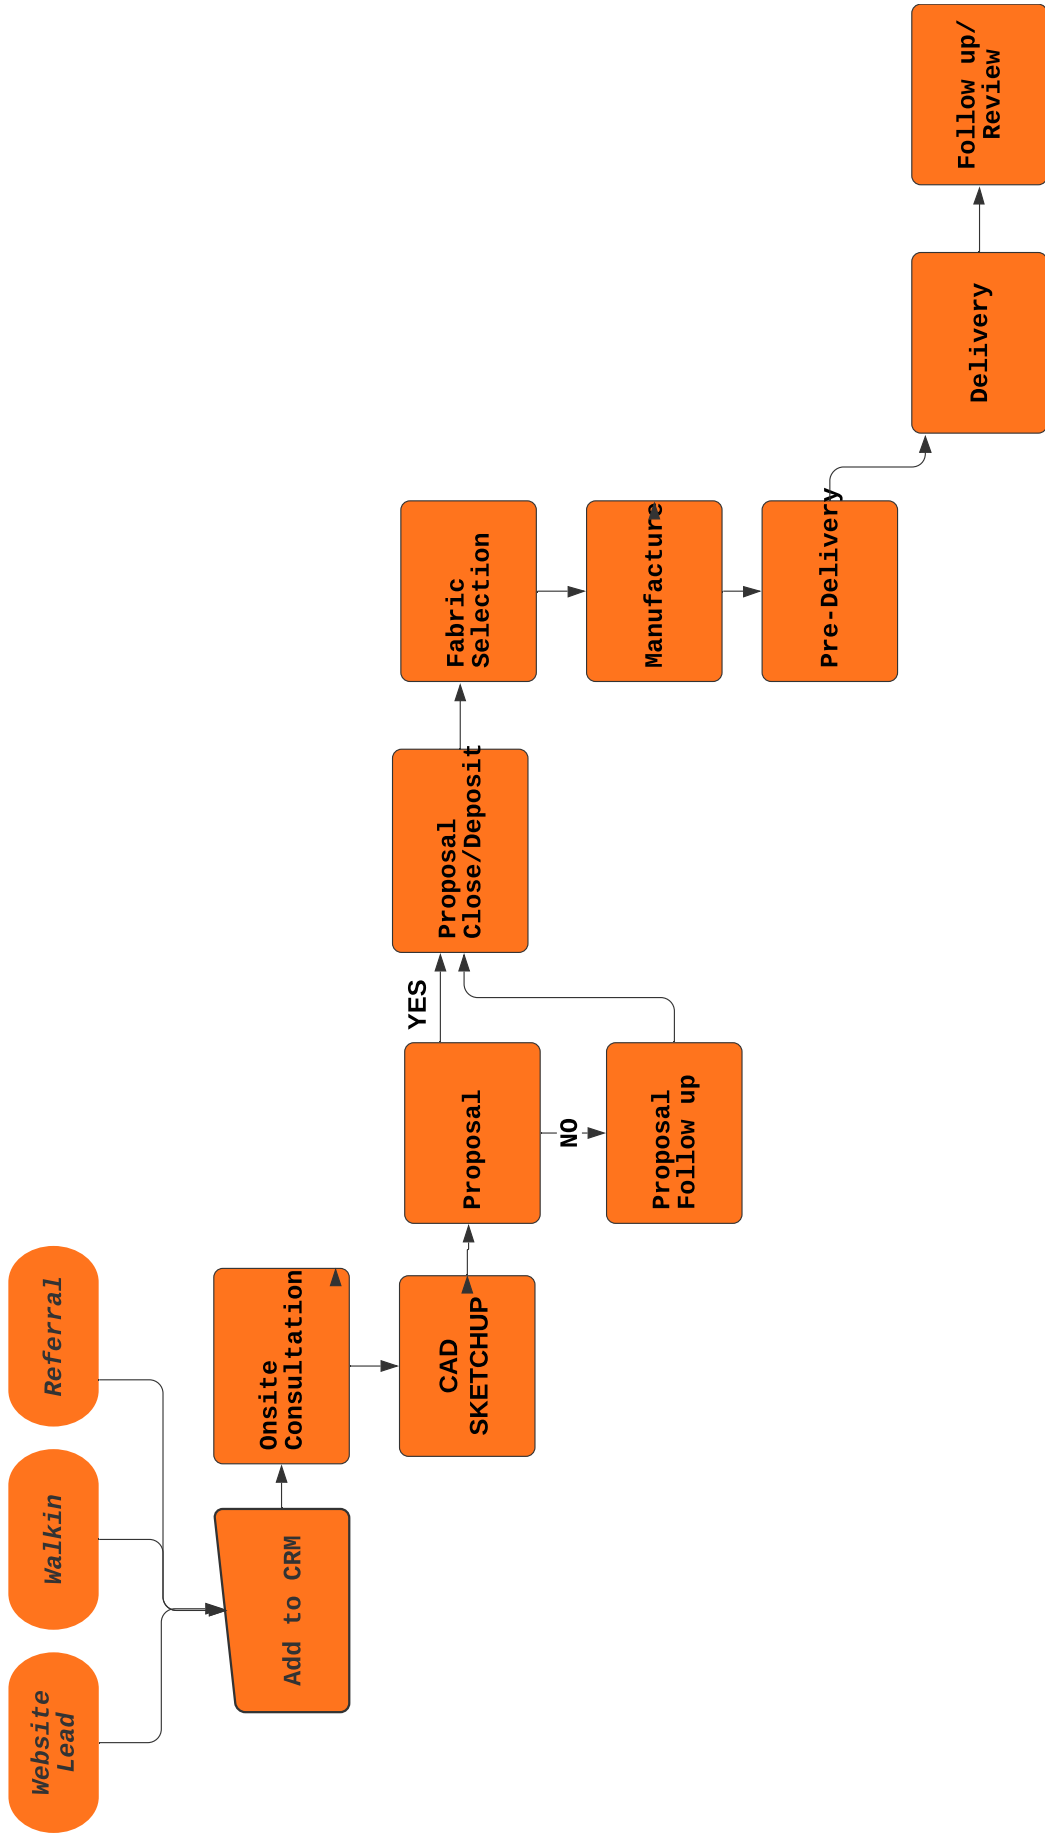 Website
Lead
Walkin
Referral
Add to CRM
Onsite
Consultation
CAD
SKETCHUP
Proposal
YES
NO
Proposal
Follow up
Proposal
Close/Deposit
Fabric
Selection
Manufacture
Pre-Delivery
Delivery
Follow up/
Review